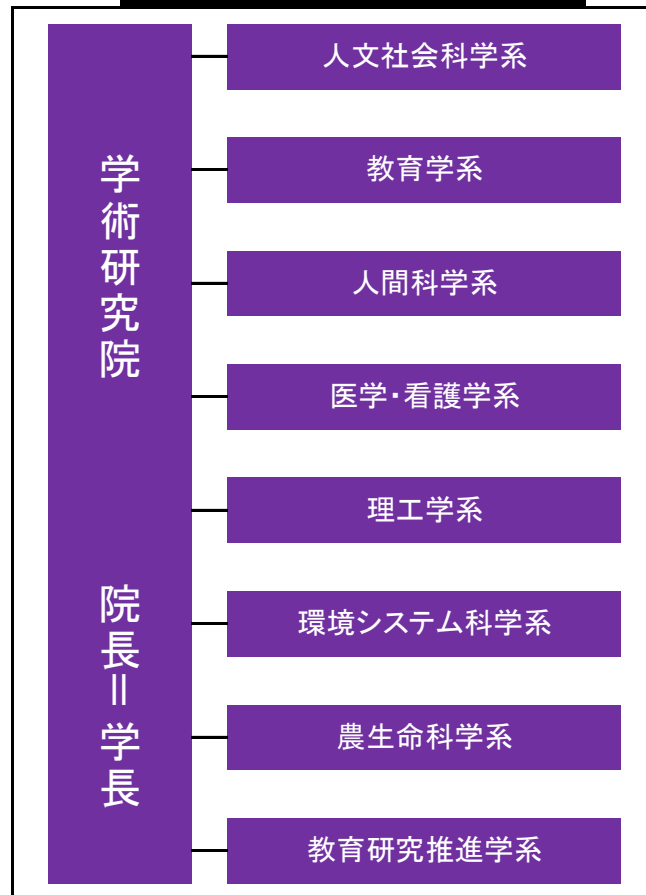 学術研究院
院長＝学長
人文社会科学系
教育学系
人間科学系
医学・看護学系
理工学系
環境システム科学系
農生命科学系
教育研究推進学系